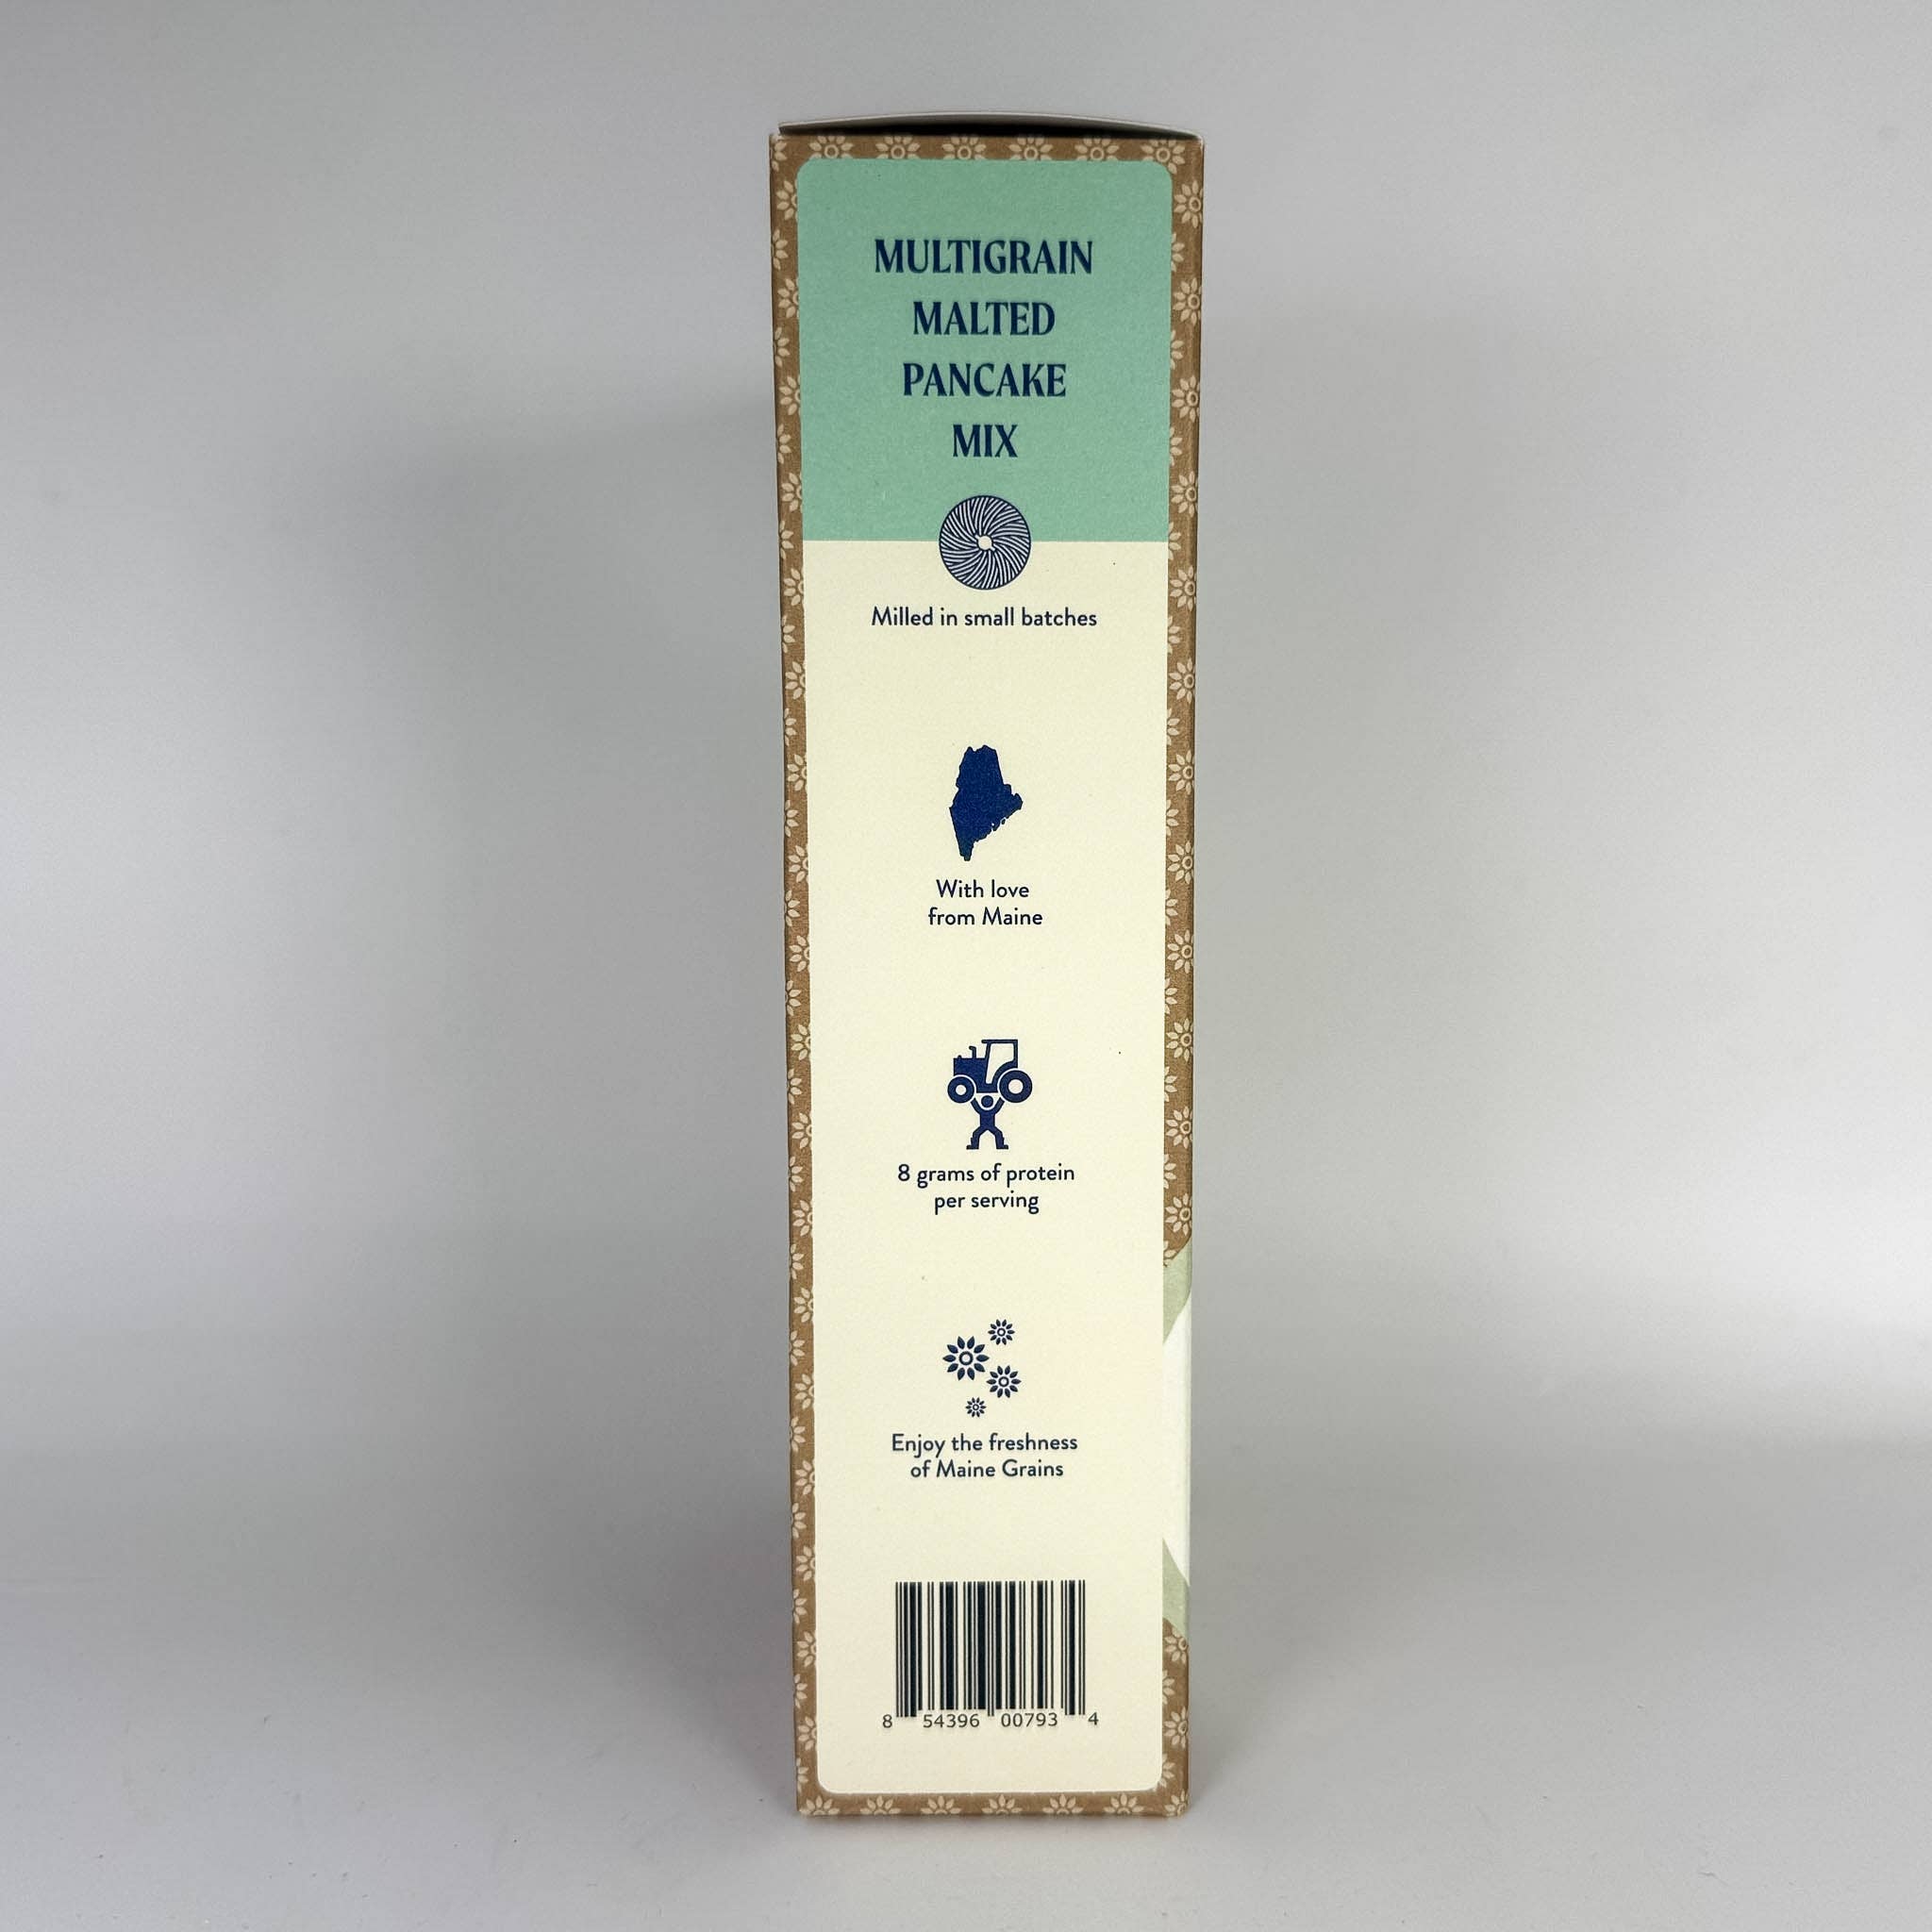 MULTIGRAIN
MALTED
PANCAKE
MIX
Milled in small batches
With love
from Maine
8 grams of protein
per serving
Enjoy the freshness
of Maine Grains
8 54396 00793 4